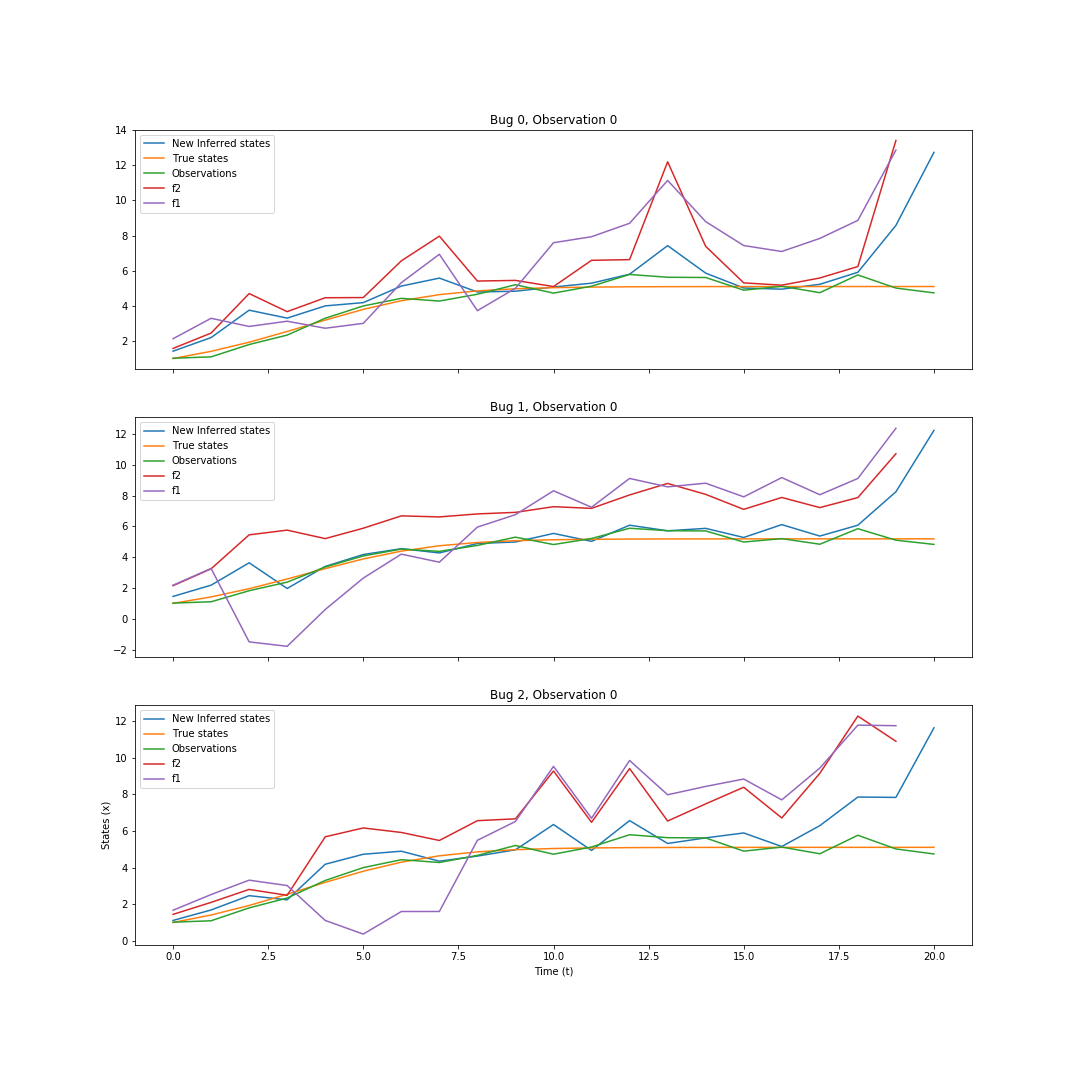 Bug 0, Observation 0
14
12
10
8
6
4
2
New Inferred states
True states
Observations
f2
f1
Bug 1, Observation 0
12
10
8
6
4
2
0
−2
New Inferred states
True states
Observations
f2
f1
Bug 2, Observation 0
12
10
8
6
4
2
0
States (x)
New Inferred states
True states
Observations
f2
f1
0.0 2.5 5.0 7.5 10.0 12.5 15.0 17.5 20.0
Time (t)